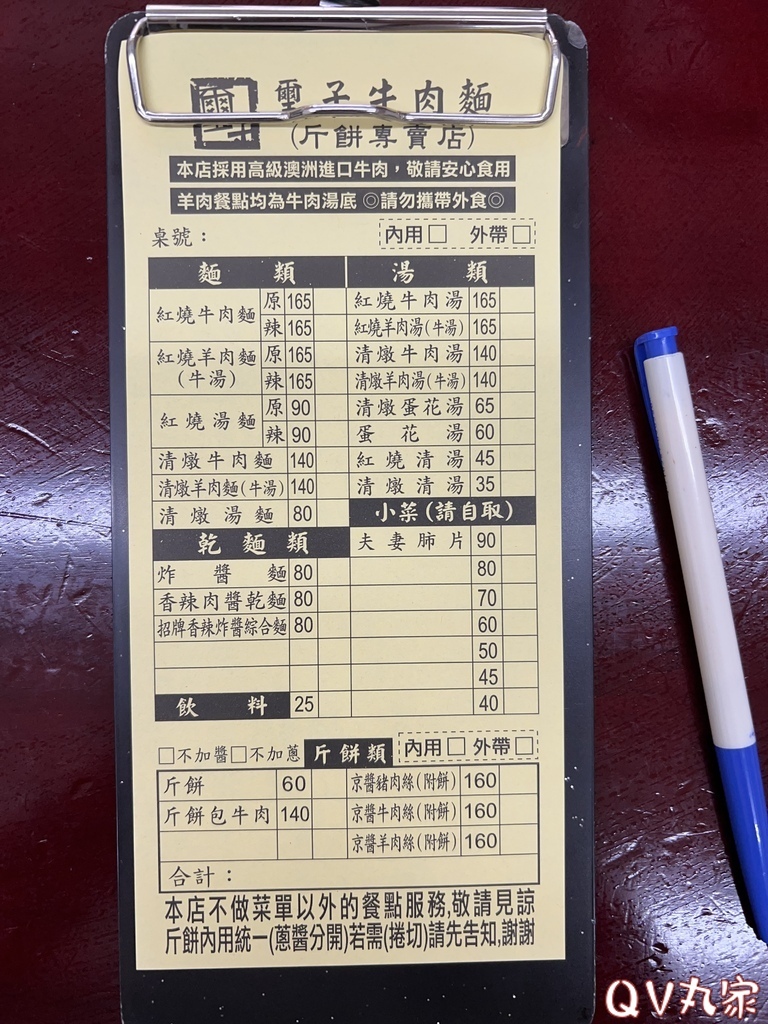 璽子牛肉麵
(斤餅專賣店)
本店採用高級澳洲進口牛肉，敬請安心食用
羊肉餐點均為牛肉湯底 ◎請勿攜帶外食◎
桌號： 內用□ 外帶□
麵類
紅燒牛肉麵 原 165
辣 165
紅燒羊肉麵(牛湯) 原 165
辣 165
紅燒湯麵 原 90
辣 90
清燉牛肉麵 140
清燉羊肉麵(牛湯) 140
清燉湯麵 80
乾麵類
炸醬麵 80
香辣肉醬乾麵 80
招牌香辣炸醬綜合麵 80
飲料 25
湯類
紅燒牛肉湯 165
紅燒羊肉湯(牛湯) 165
清燉牛肉湯 140
清燉羊肉湯(牛湯) 140
清燉蛋花湯 65
蛋花湯 60
紅燒清湯 45
清燉清湯 35
小菜(請自取)
夫妻肺片 90
80
70
60
50
45
40
□不加醬□不加蔥 斤餅類 內用□ 外帶□
斤餅 60
斤餅包牛肉 140
京醬豬肉絲(附餅) 160
京醬牛肉絲(附餅) 160
京醬羊肉絲(附餅) 160
合計：
本店不做菜單以外的餐點服務,敬請見諒
斤餅內用統一(蔥醬分開)若需(捲切)請先告知,謝謝
QV丸家